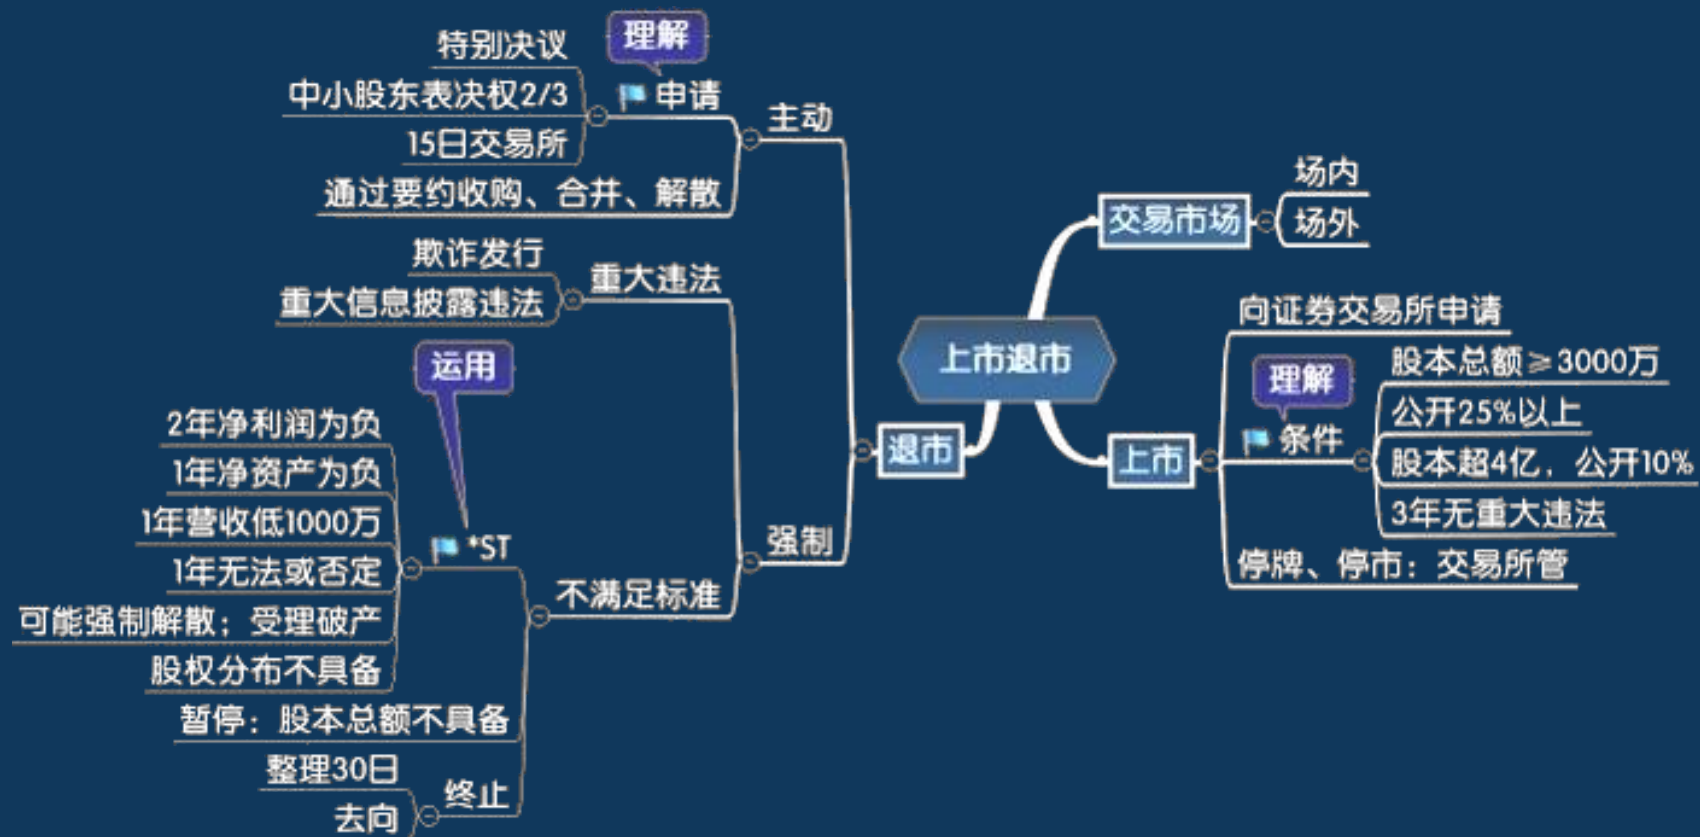 上市退市
交易市场
场内
场外
上市
向证券交易所申请
理解
条件
股本总额≥3000万
公开25%以上
股本超4亿，公开10%
3年无重大违法
停牌、停市：交易所管
退市
主动
理解
申请
特别决议
中小股东表决权2/3
15日交易所
通过要约收购、合并、解散
强制
重大违法
欺诈发行
重大信息披露违法
不满足标准
运用
*ST
2年净利润为负
1年净资产为负
1年营收低1000万
1年无法或否定
可能强制解散；受理破产
股权分布不具备
暂停：股本总额不具备
终止
整理30日
去向